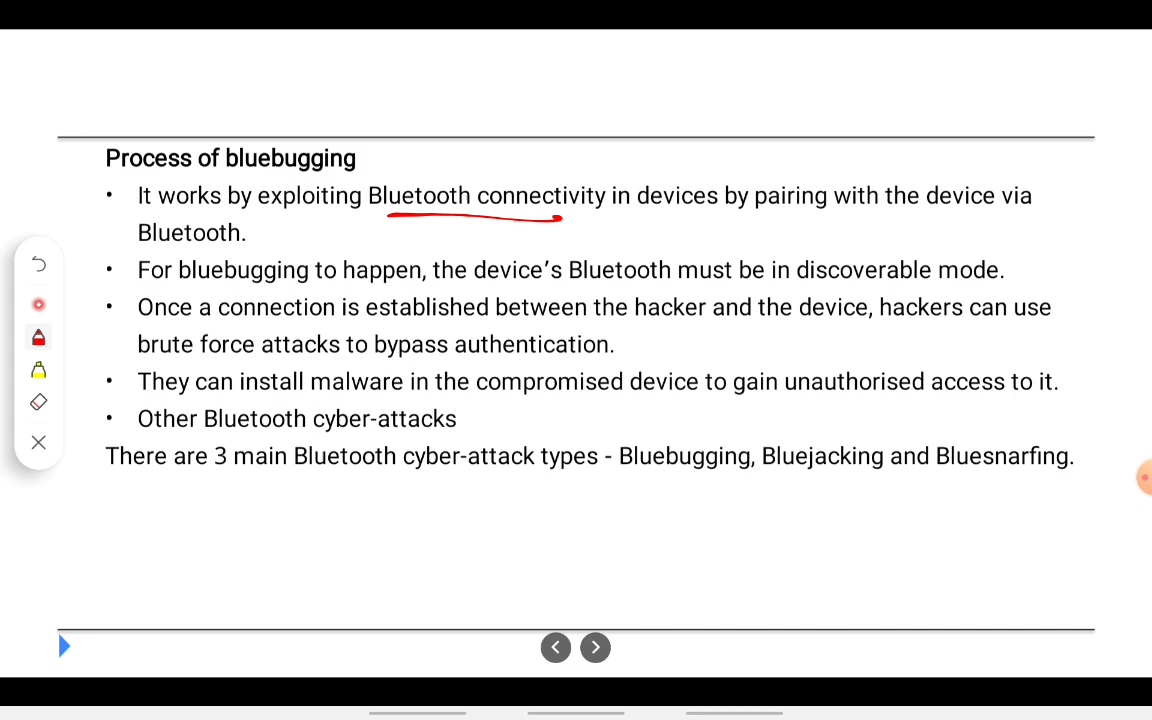 Process of bluebugging
• It works by exploiting Bluetooth connectivity in devices by pairing with the device via
Bluetooth.
• For bluebugging to happen, the device’s Bluetooth must be in discoverable mode.
• Once a connection is established between the hacker and the device, hackers can use
brute force attacks to bypass authentication.
• They can install malware in the compromised device to gain unauthorised access to it.
• Other Bluetooth cyber-attacks
There are 3 main Bluetooth cyber-attack types - Bluebugging, Bluejacking and Bluesnarfing.